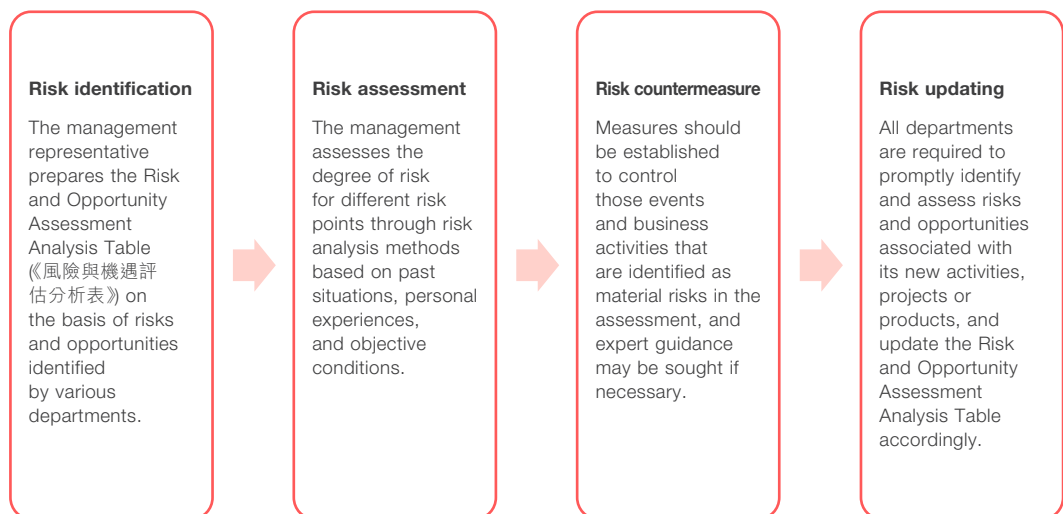 Risk identification
The management
representative
prepares the Risk
and Opportunity
Assessment
Analysis Table
(《風險與機遇評
估分析表》) on
the basis of risks
and opportunities
identified
by various
departments.
Risk assessment
The management
assesses the
degree of risk
for different risk
points through risk
analysis methods
based on past
situations, personal
experiences,
and objective
conditions.
Risk countermeasure
Measures should
be established
to control
those events
and business
activities that
are identified as
material risks in the
assessment, and
expert guidance
may be sought if
necessary.
Risk updating
All departments
are required to
promptly identify
and assess risks
and opportunities
associated with
its new activities,
projects or
products, and
update the Risk
and Opportunity
Assessment
Analysis Table
accordingly.